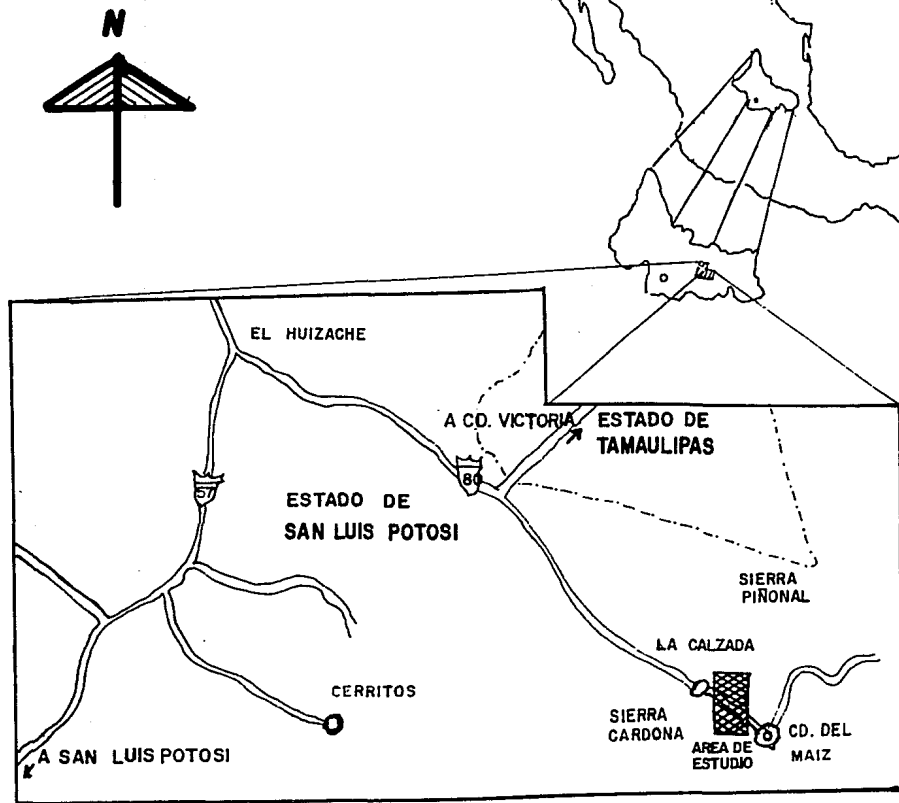 N
EL HUIZACHE
A CD. VICTORIA
ESTADO DE
TAMAULIPAS
80
57
ESTADO DE
SAN LUIS POTOSI
SIERRA
PIÑONAL
LA CALZADA
CERRITOS
SIERRA
CARDONA
AREA DE
ESTUDIO
CD. DEL
MAIZ
A SAN LUIS POTOSI